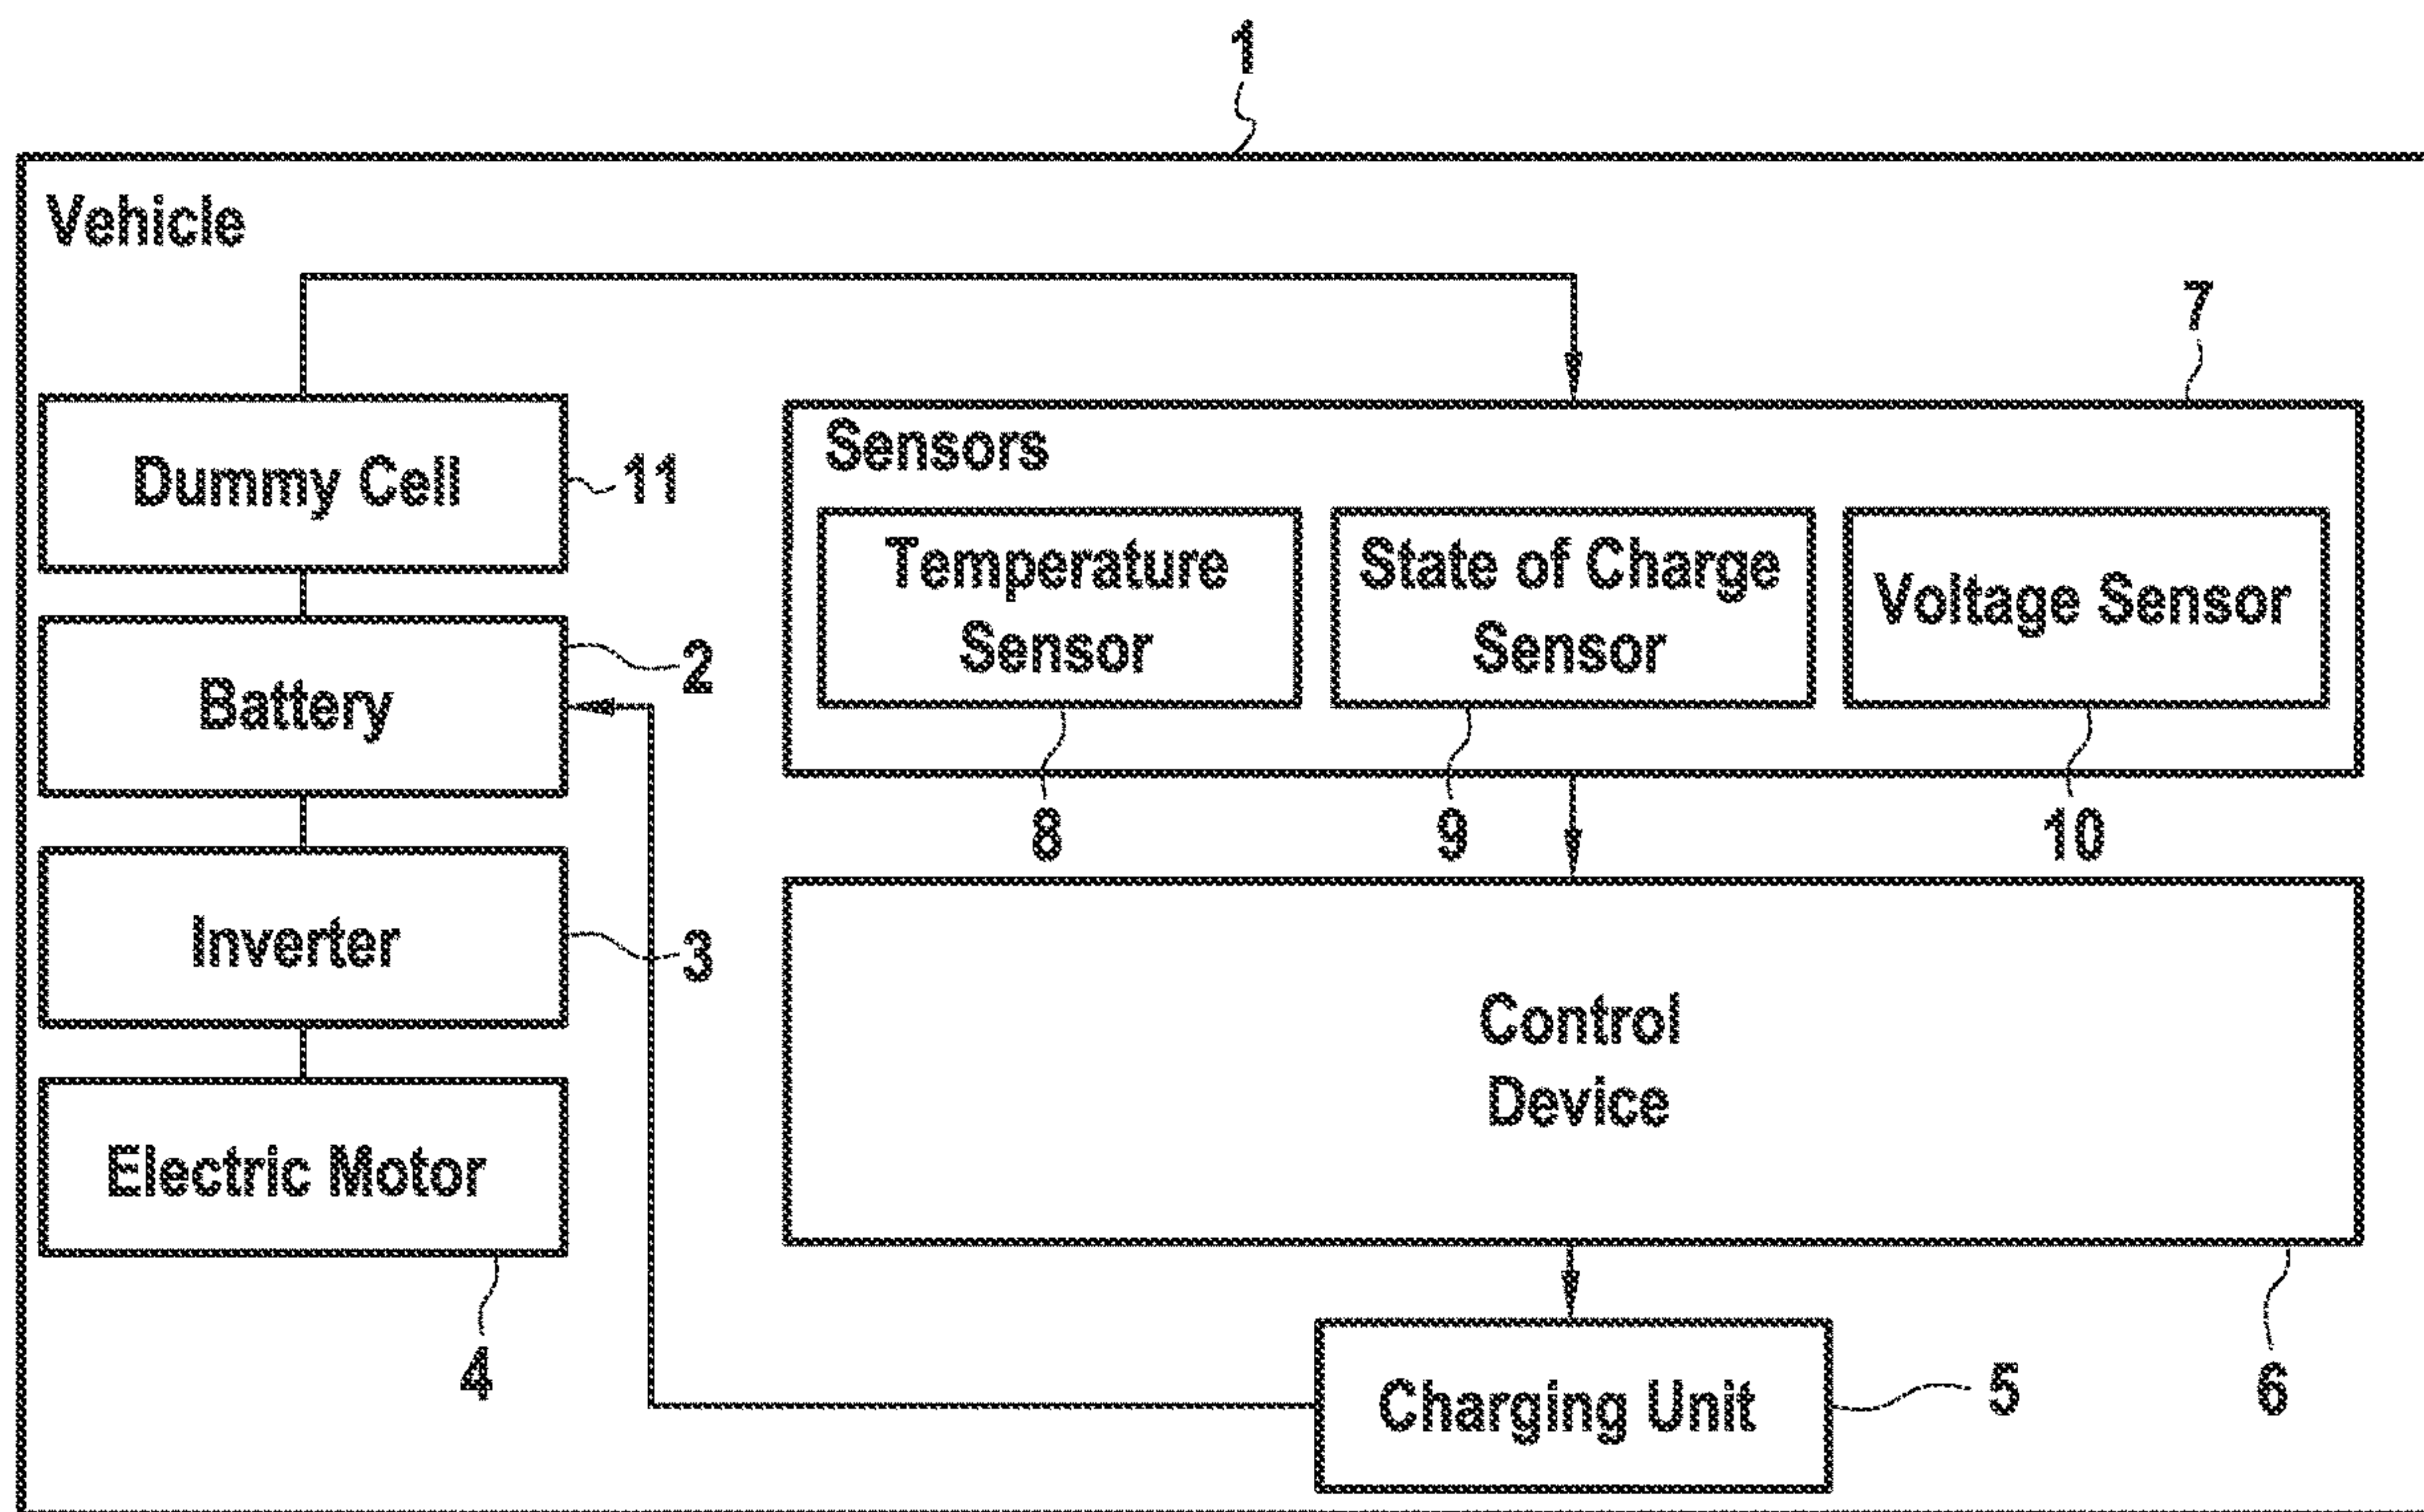 1
Vehicle
7
Dummy Cell
11
Sensors
Temperature
Sensor
State of Charge
Sensor
Voltage Sensor
Battery
2
8
9
10
Inverter
3
Control
Device
Electric Motor
4
Charging Unit
5
6